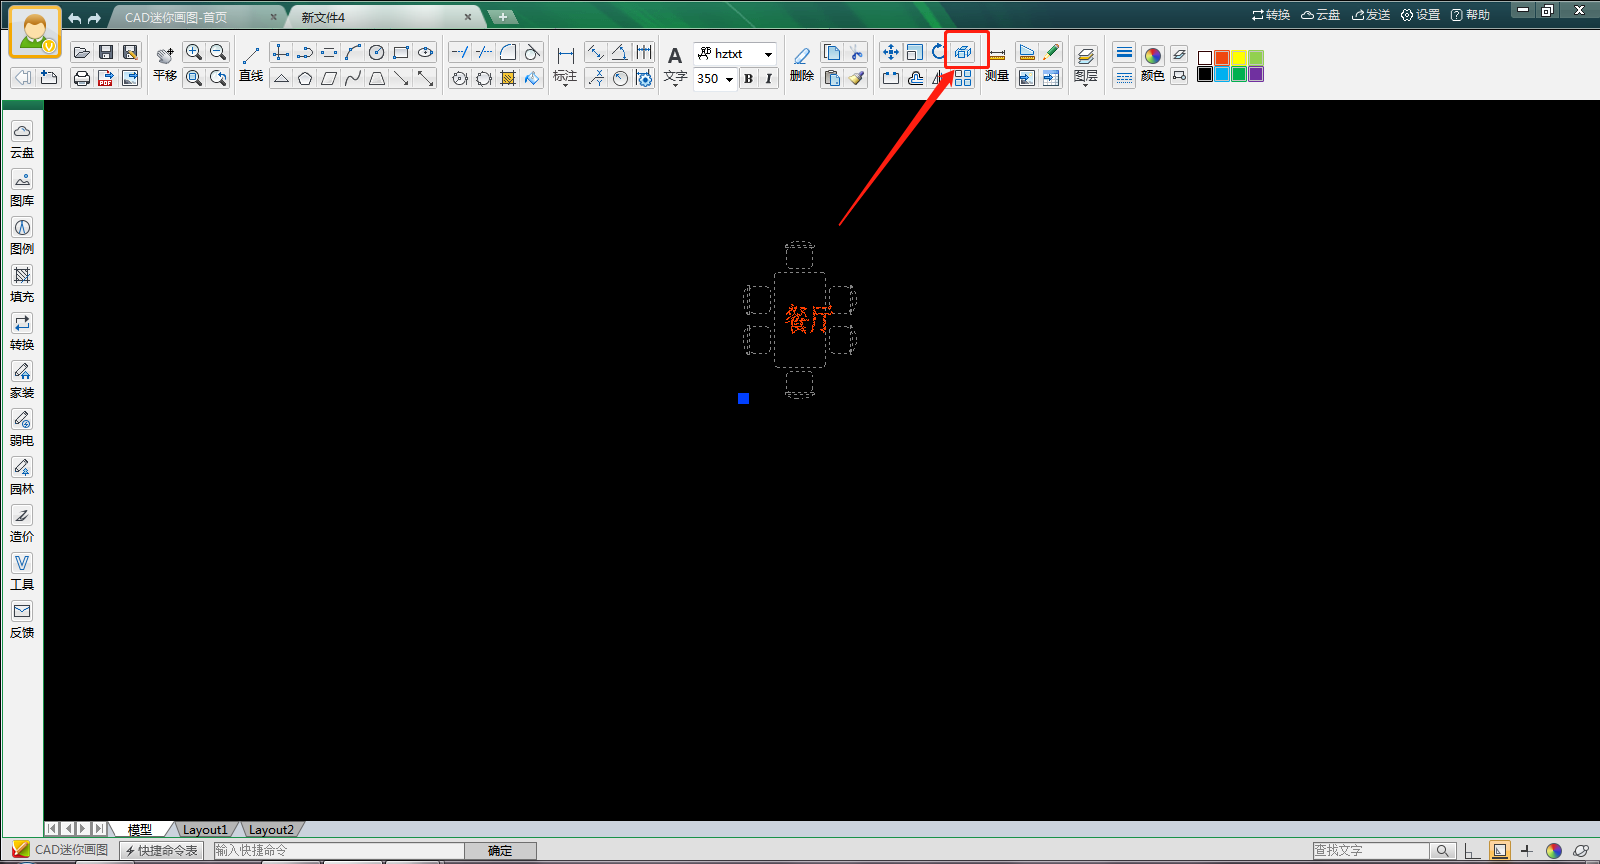 CAD迷你画图-首页
新文件4
转换
云盘
发送
设置
帮助
平移
直线
标注
文字
hztxt
350
B
I
删除
测量
图层
颜色
云盘
图库
图例
填充
转换
家装
弱电
园林
造价
工具
反馈
餐厅
模型
Layout1
Layout2
CAD迷你画图
快捷命令表
输入快捷命令
确定
查找文字